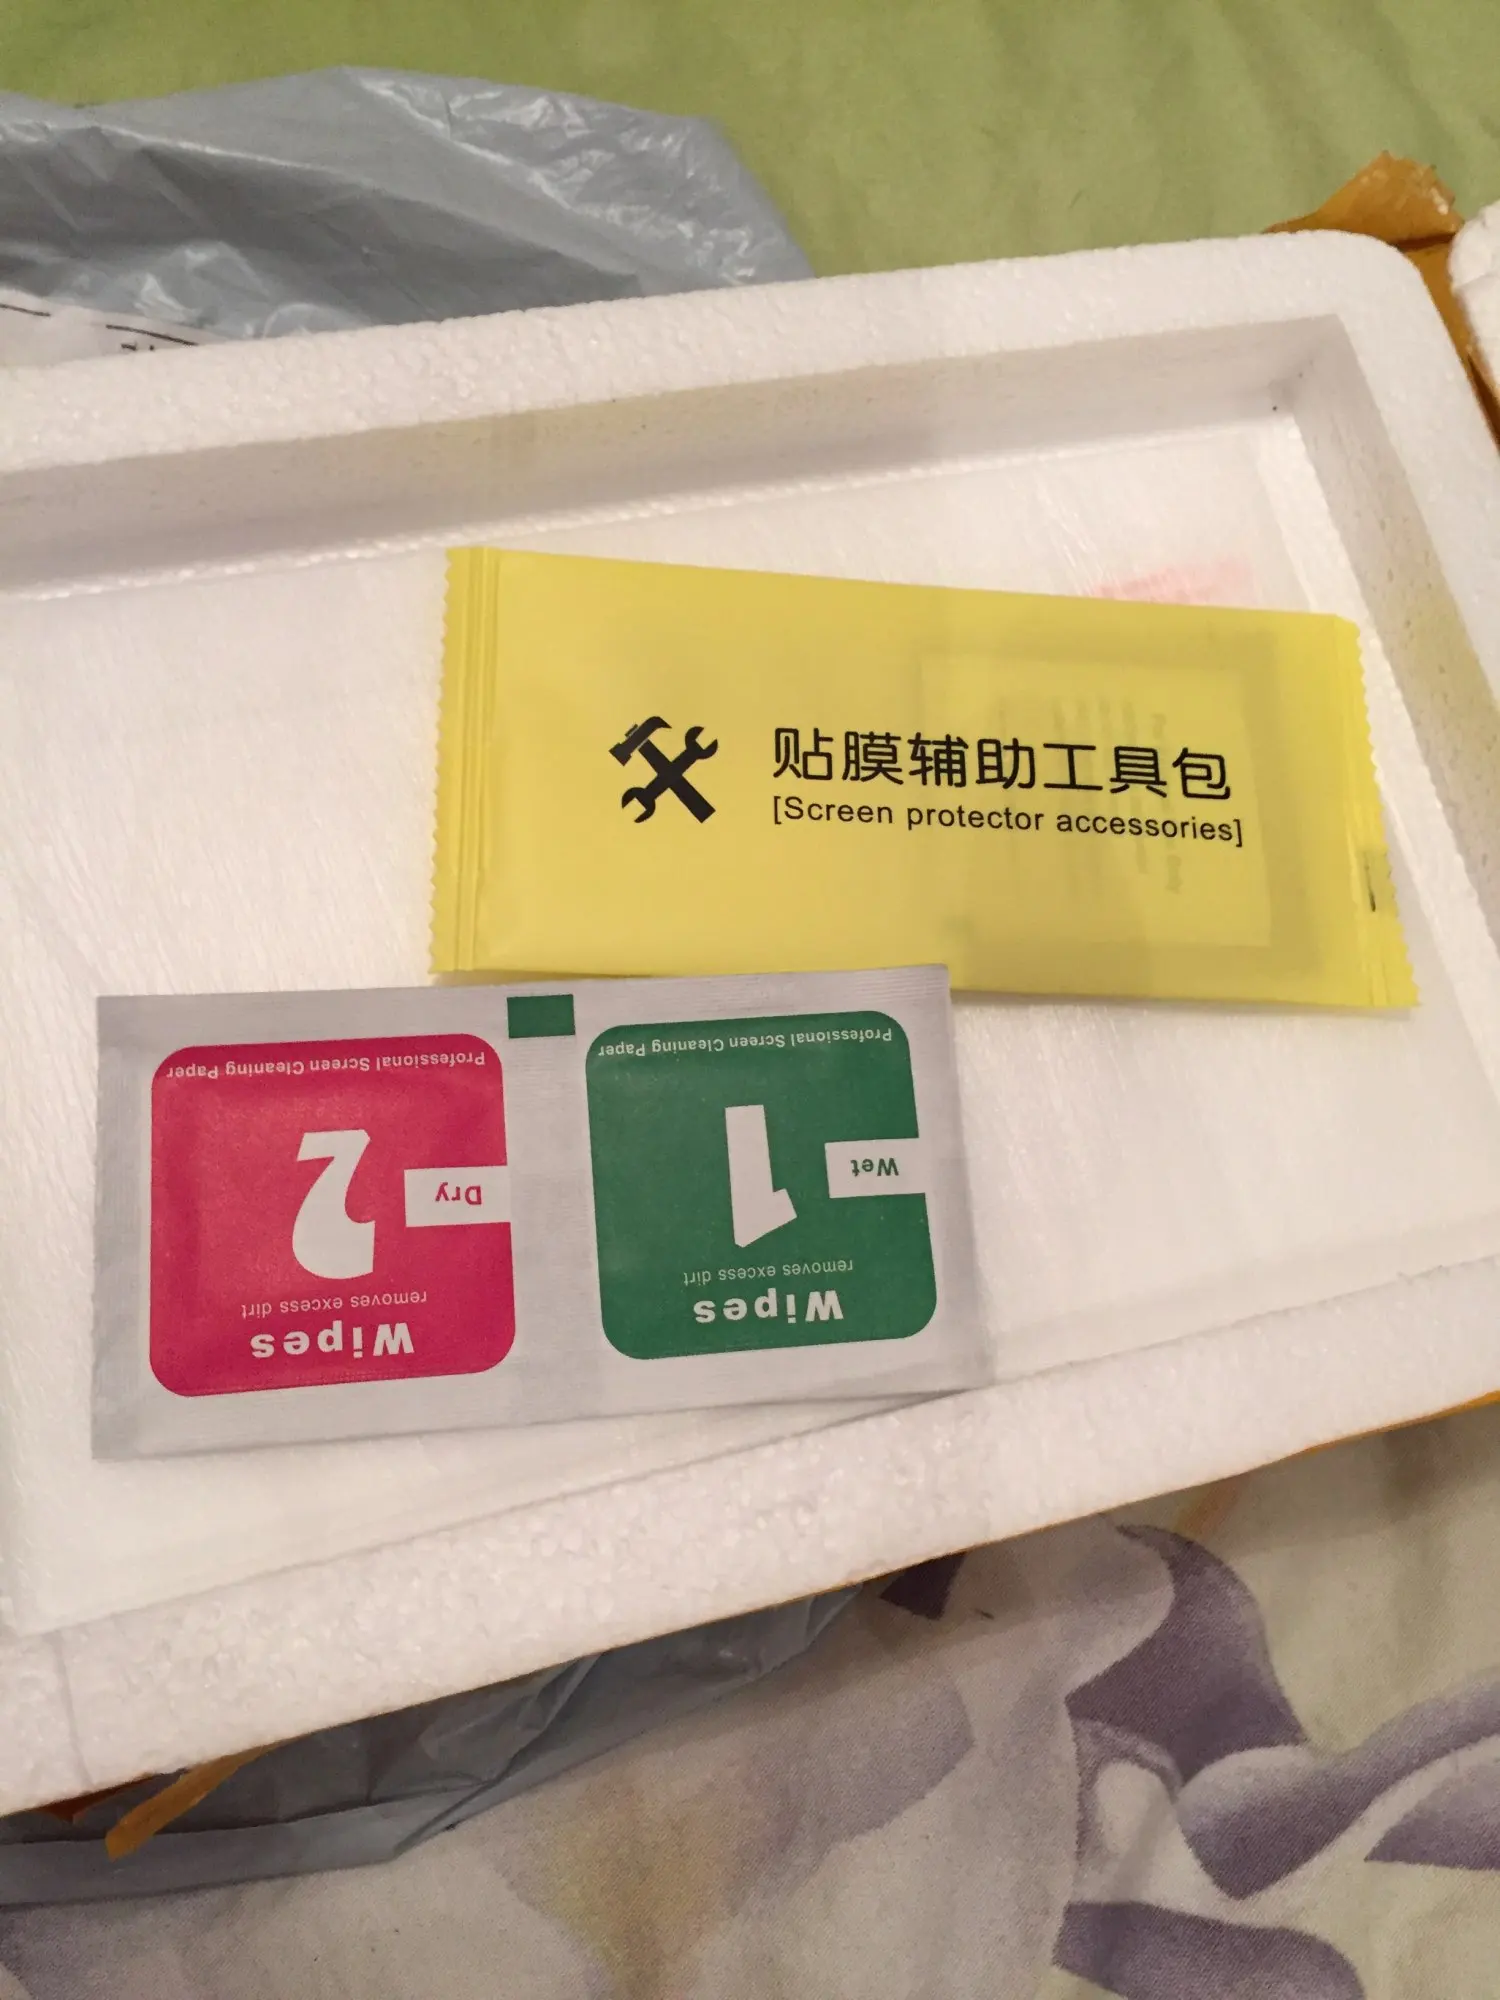 贴膜辅助工具包
[Screen protector accessories]
Wipes
removes excess dirt
1
Wet
Professional Screen Cleaning Paper
Wipes
removes excess dirt
2
Dry
Professional Screen Cleaning Paper